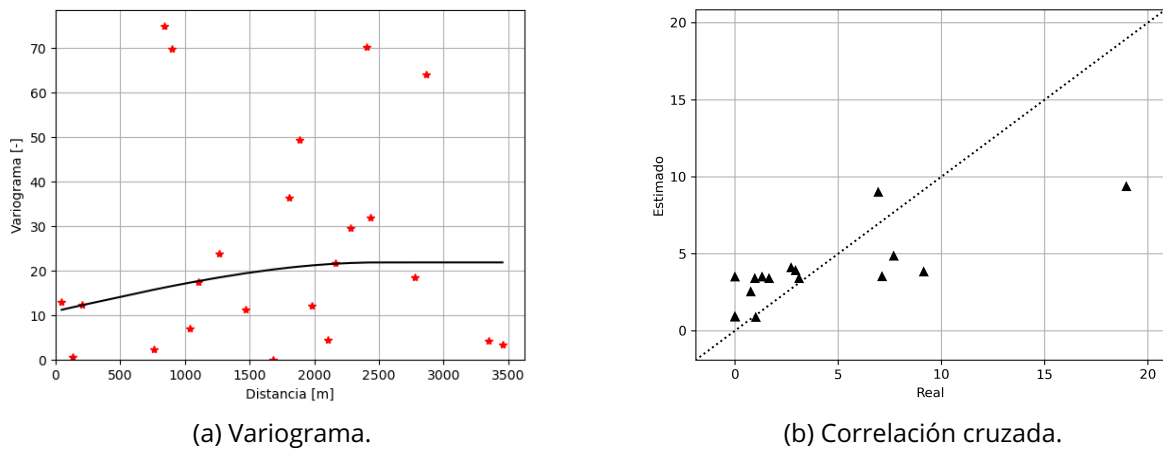 70
60
50
40
30
20
10
0
Variograma [-]
0 500 1000 1500 2000 2500 3000 3500
Distancia [m]
(a) Variograma.
20
15
10
5
0
Estimado
0 5 10 15 20
Real
(b) Correlación cruzada.